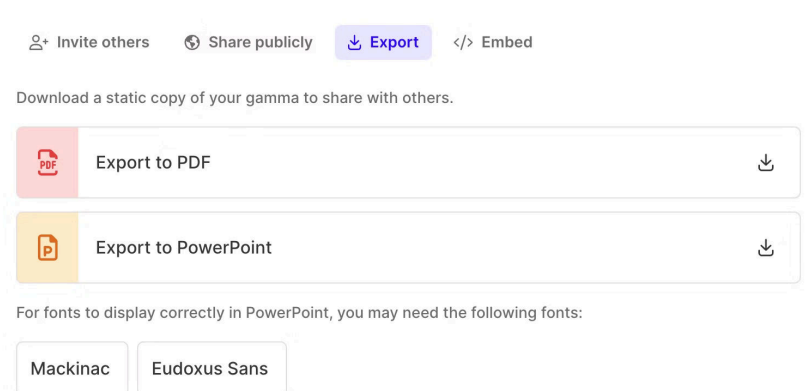 Invite others Share publicly Export </> Embed
Download a static copy of your gamma to share with others.
PDF Export to PDF
P Export to PowerPoint
For fonts to display correctly in PowerPoint, you may need the following fonts:
Mackinac Eudoxus Sans